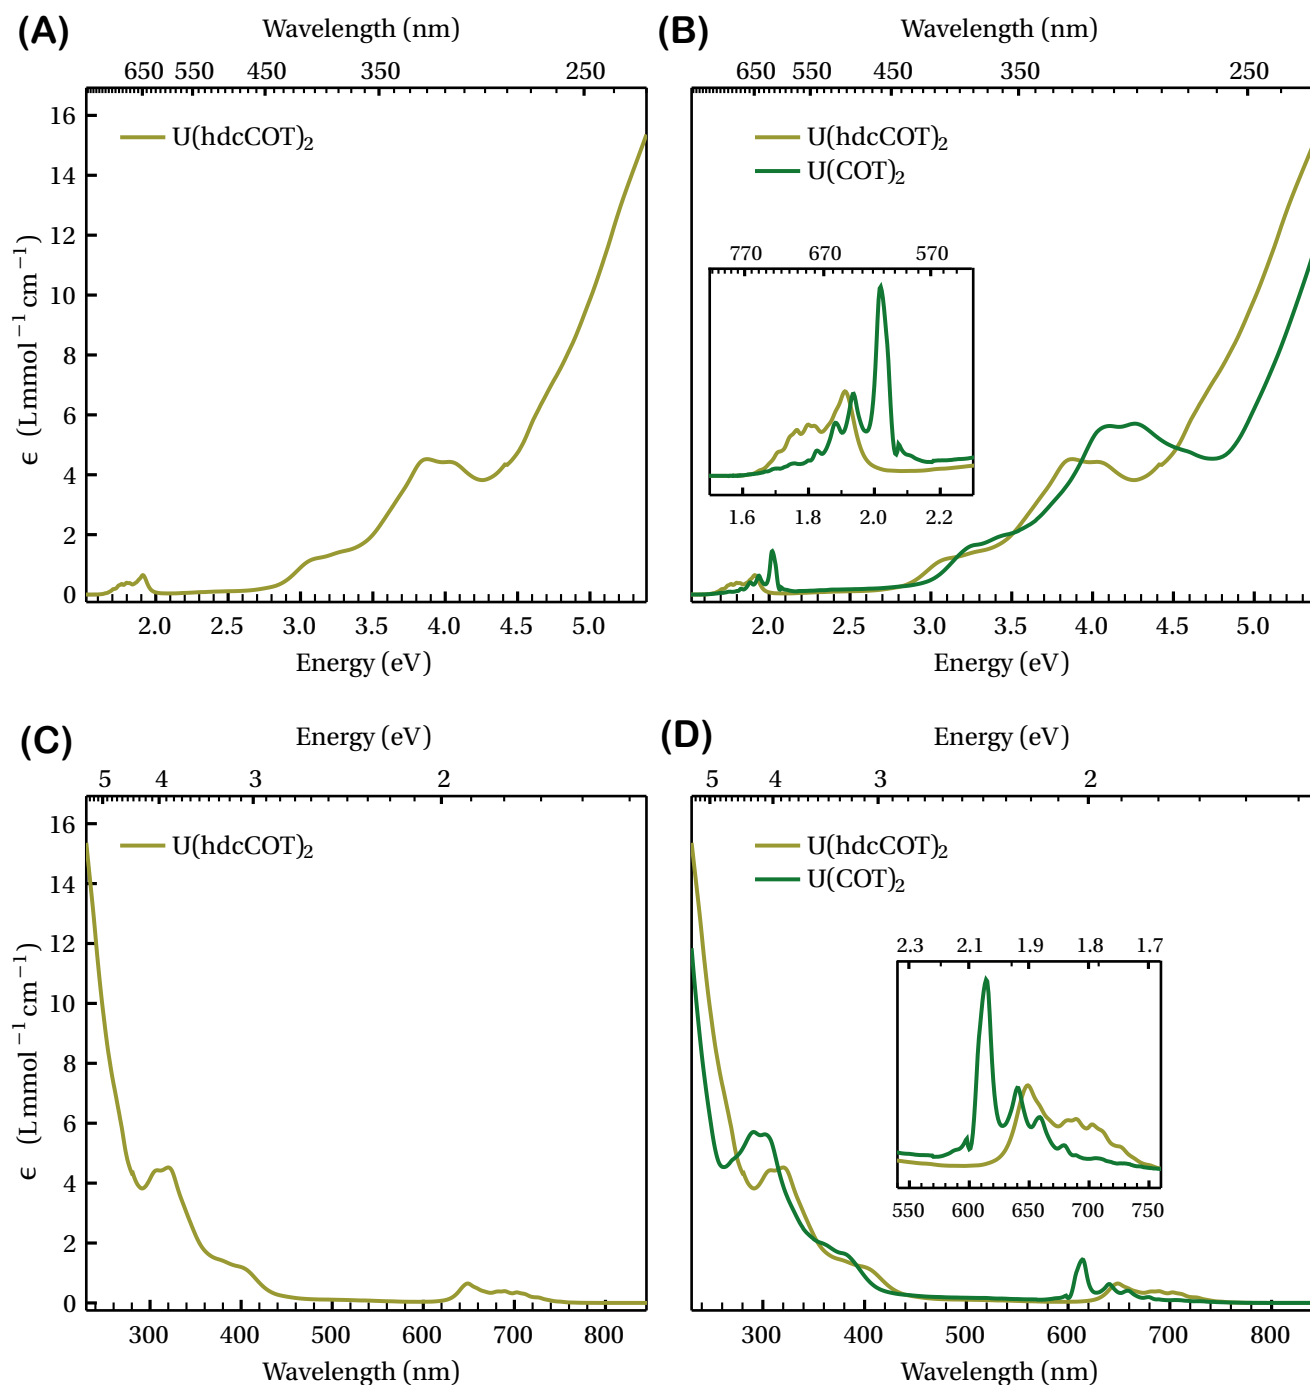 (A)
Wavelength (nm)
650 550 450 350 250
U(hdcCOT)2
16
14
12
10
8
6
4
2
0
ϵ (Lmmol−1cm−1)
2.0 2.5 3.0 3.5 4.0 4.5 5.0
Energy (eV)
(B)
Wavelength (nm)
650 550 450 350 250
U(hdcCOT)2
U(COT)2
770 670 570
1.6 1.8 2.0 2.2
2.0 2.5 3.0 3.5 4.0 4.5 5.0
Energy (eV)
(C)
Energy (eV)
5 4 3 2
U(hdcCOT)2
16
14
12
10
8
6
4
2
0
ϵ (Lmmol−1cm−1)
300 400 500 600 700 800
Wavelength (nm)
(D)
Energy (eV)
5 4 3 2
U(hdcCOT)2
U(COT)2
2.3 2.1 1.9 1.8 1.7
550 600 650 700 750
300 400 500 600 700 800
Wavelength (nm)